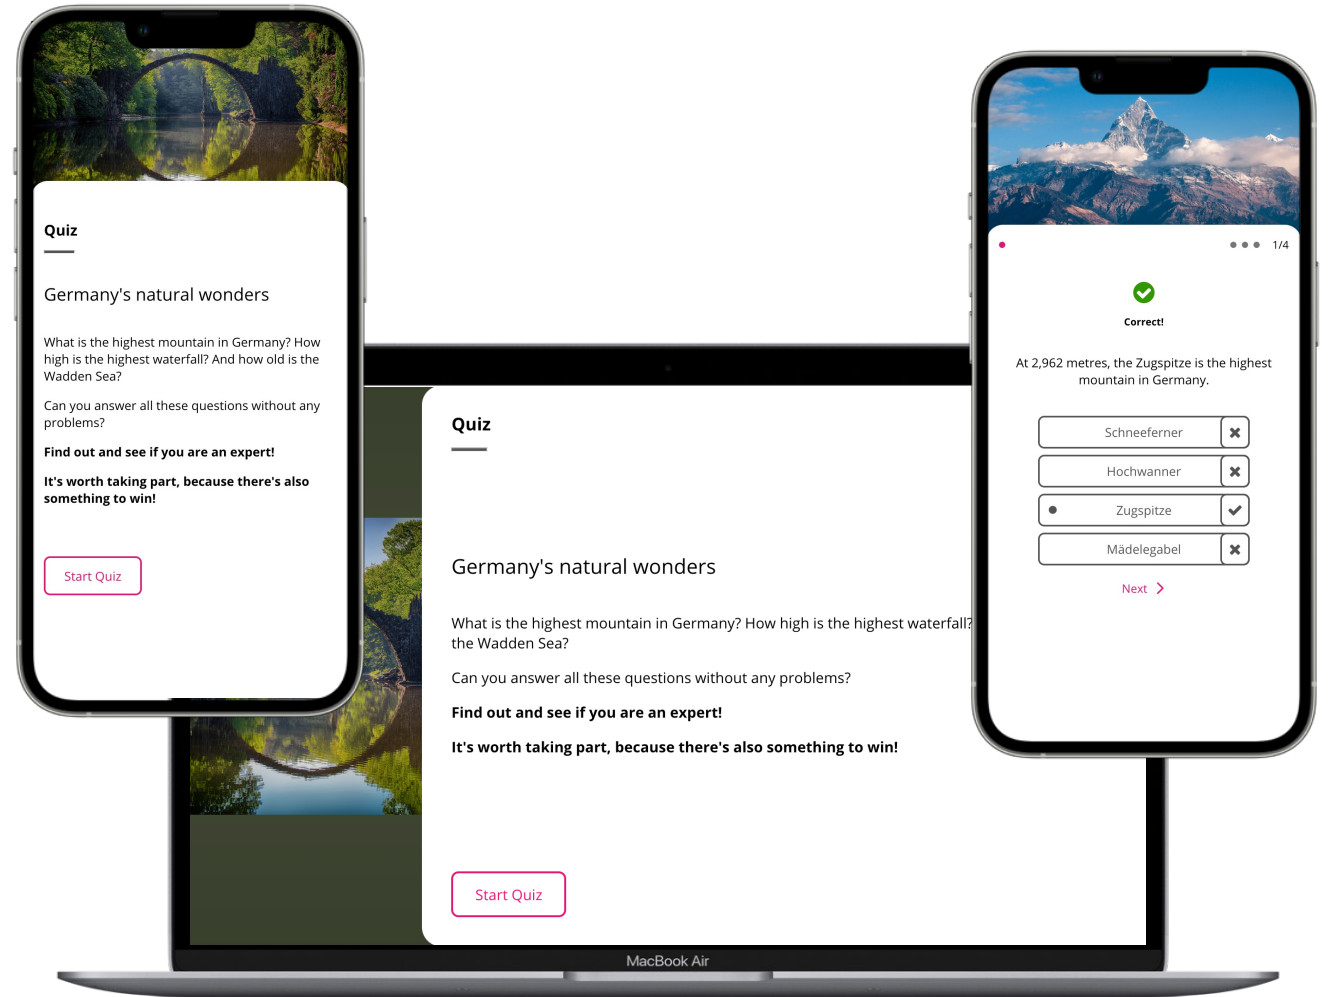 Quiz
Germany's natural wonders
What is the highest mountain in Germany? How
high is the highest waterfall? And how old is the
Wadden Sea?
Can you answer all these questions without any
problems?
Find out and see if you are an expert!
It's worth taking part, because there's also
something to win!
Start Quiz
Quiz
Germany's natural wonders
What is the highest mountain in Germany? How high is the highest waterfall?
the Wadden Sea?
Can you answer all these questions without any problems?
Find out and see if you are an expert!
It's worth taking part, because there's also something to win!
Start Quiz
MacBook Air
1/4
Correct!
At 2,962 metres, the Zugspitze is the highest
mountain in Germany.
Schneeferner
Hochwanner
Zugspitze
Mädelegabel
Next